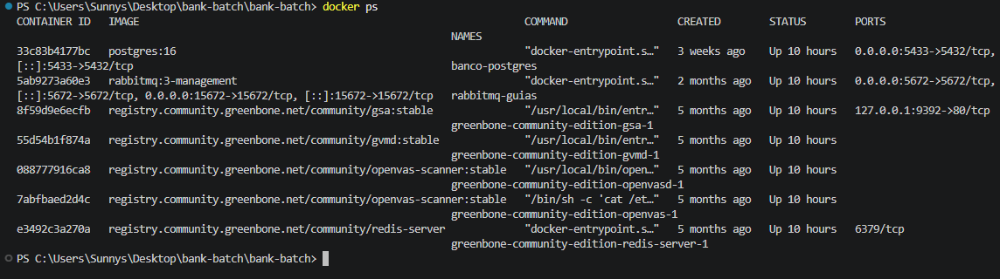 PS C:\Users\Sunnys\Desktop\bank-batch\bank-batch> docker ps
CONTAINER ID   IMAGE   COMMAND   CREATED   STATUS   PORTS
NAMES
33c83b4177bc   postgres:16   "docker-entrypoint.s…"   3 weeks ago   Up 10 hours   0.0.0.0:5433->5432/tcp,
[::]:5433->5432/tcp   banco-postgres
5ab9273a60e3   rabbitmq:3-management   "docker-entrypoint.s…"   2 months ago   Up 10 hours   0.0.0.0:5672->5672/tcp,
[::]:5672->5672/tcp, 0.0.0.0:15672->15672/tcp, [::]:15672->15672/tcp   rabbitmq-guias
8f59d9e6ecfb   registry.community.greenbone.net/community/gsa:stable   "/usr/local/bin/entr…"   5 months ago   Up 10 hours   127.0.0.1:9392->80/tcp
greenbone-community-edition-gsa-1
55d54b1f874a   registry.community.greenbone.net/community/gvmd:stable   "/usr/local/bin/entr…"   5 months ago   Up 10 hours
greenbone-community-edition-gvmd-1
088777916ca8   registry.community.greenbone.net/community/openvas-scanner:stable   "/usr/local/bin/open…"   5 months ago   Up 10 hours
greenbone-community-edition-openvasd-1
7abfbaed2d4c   registry.community.greenbone.net/community/openvas-scanner:stable   "/bin/sh -c 'cat /et…"   5 months ago   Up 10 hours
greenbone-community-edition-openvas-1
e3492c3a270a   registry.community.greenbone.net/community/redis-server   "docker-entrypoint.s…"   5 months ago   Up 10 hours   6379/tcp
greenbone-community-edition-redis-server-1
PS C:\Users\Sunnys\Desktop\bank-batch\bank-batch>